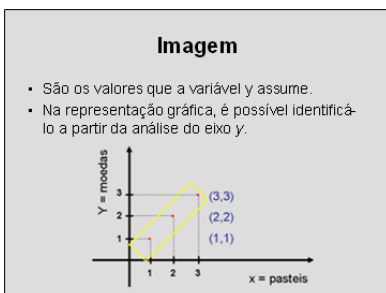 Imagem
• São os valores que a variável y assume.
• Na representação gráfica, é possível identificá-
lo a partir da análise do eixo y.
Y = moedas
3
2
1
(3,3)
(2,2)
(1,1)
1 2 3
x = pasteis